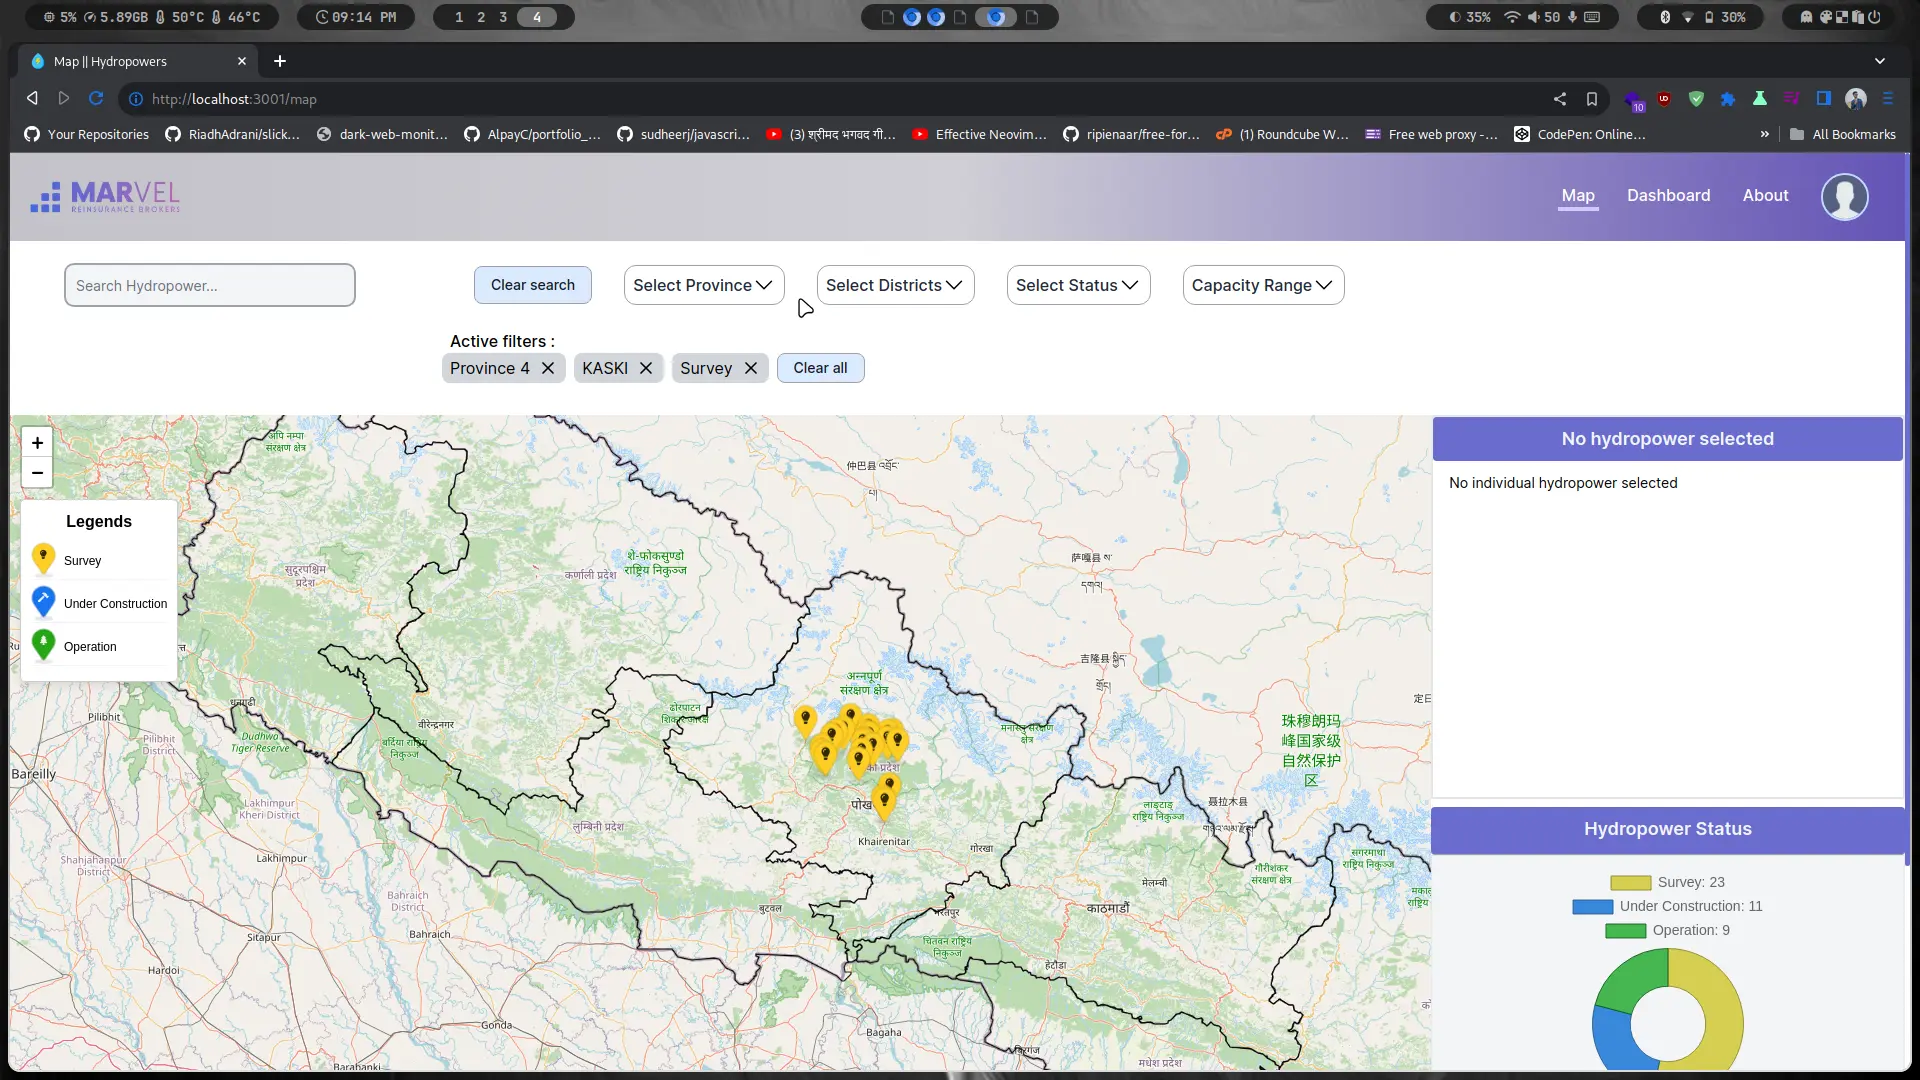 5% 5.89GB 50°C 46°C
09:14 PM
1 2 3 4
35% 50
30%
Map || Hydropowers
http://localhost:3001/map
10
Your Repositories
RiadhAdrani/slick...
dark-web-monit...
AlpayC/portfolio_...
sudheerj/javascri...
(3) श्रीमद भगवद गी...
Effective Neovim...
ripienaar/free-for...
(1) Roundcube W...
Free web proxy -...
CodePen: Online...
»
All Bookmarks
MARVEL
REINSURANCE BROKERS
Map
Dashboard
About
Search Hydropower...
Clear search
Select Province
Select Districts
Select Status
Capacity Range
Active filters :
Province 4
KASKI
Survey
Clear all
+
−
Legends
Survey
Under Construction
Operation
No hydropower selected
No individual hydropower selected
Hydropower Status
Survey: 23
Under Construction: 11
Operation: 9
अपि नम्पा
संरक्षण क्षेत्र
仲巴县
शे-फोकसुण्डो
राष्ट्रिय निकुञ्ज
कर्णाली प्रदेश
सुदूरपश्चिम
प्रदेश
萨嘎县
吉隆县
定日
अन्नपूर्ण
संरक्षण क्षेत्र
ढोरपाटन
धनगढी
वीरेन्द्रनगर
Pilibhit
Pilibhit
District
Dudhwa
Tiger Reserve
बर्दिया राष्ट्रिय
निकुञ्ज
मनास्लु संरक्षण
क्षेत्र
珠穆朗玛
峰国家级
自然保护
区
Bareilly
Lakhimpur
Kheri District
लुम्बिनी प्रदेश
पोख
Khairenitar
गोरखा
लाङटाङ
राष्ट्रिय निकुञ्ज
聂拉木县
गौरीशंकर
संरक्षण क्षेत्र
सगरमाथा
राष्ट्रिय निकुञ्ज
Shahjahanpur
District
Lakhimpur
Bahraich
District
Bahraich
Sitapur
Hardoi
Gonda
Barabanki
बुटवल
भरतपुर
मेलम्ची
काठमाडौं
चितवन राष्ट्रिय
निकुञ्ज
हेटौडा
Bagaha
विरगंज
मधेश प्रदेश